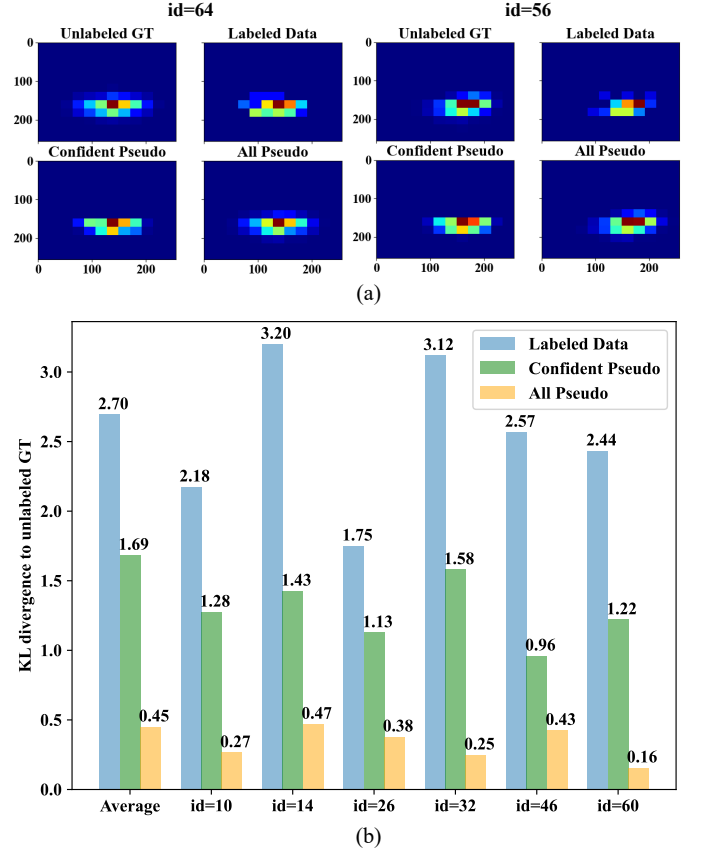 id=64 id=56
Unlabeled GT Labeled Data Unlabeled GT Labeled Data
0 0
100 100
200 200
Confident Pseudo All Pseudo Confident Pseudo All Pseudo
0 0
100 100
200 200
0 100 200 0 100 200 0 100 200 0 100 200
(a)
KL divergence to unlabeled GT
3.0
2.5
2.0
1.5
1.0
0.5
0.0
Labeled Data
Confident Pseudo
All Pseudo
2.70 1.69 0.45
2.18 1.28 0.27
3.20 1.43 0.47
1.75 1.13 0.38
3.12 1.58 0.25
2.57 0.96 0.43
2.44 1.22 0.16
Average id=10 id=14 id=26 id=32 id=46 id=60
(b)